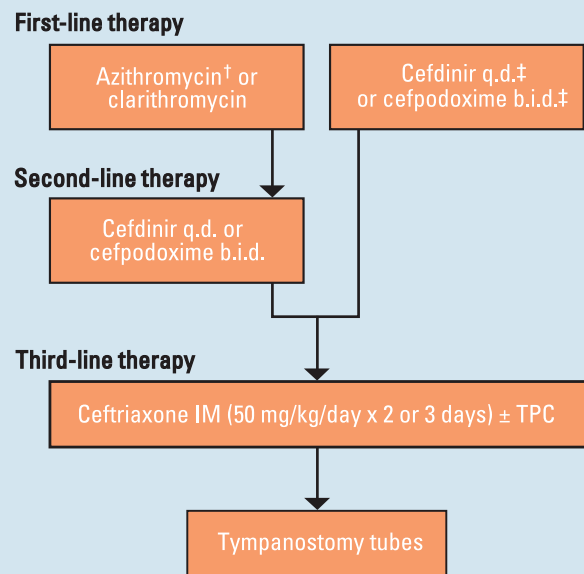 First-line therapy
Azithromycin† or
clarithromycin
Cefdinir q.d.‡
or cefpodoxime b.i.d.‡
Second-line therapy
Cefdinir q.d. or
cefpodoxime b.i.d.
Third-line therapy
Ceftriaxone IM (50 mg/kg/day x 2 or 3 days) ± TPC
Tympanostomy tubes